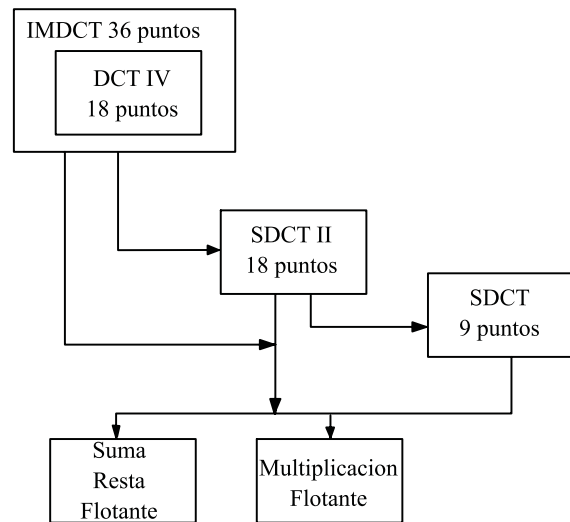 IMDCT 36 puntos
DCT IV
18 puntos
SDCT II
18 puntos
SDCT
9 puntos
Suma
Resta
Flotante
Multiplicacion
Flotante